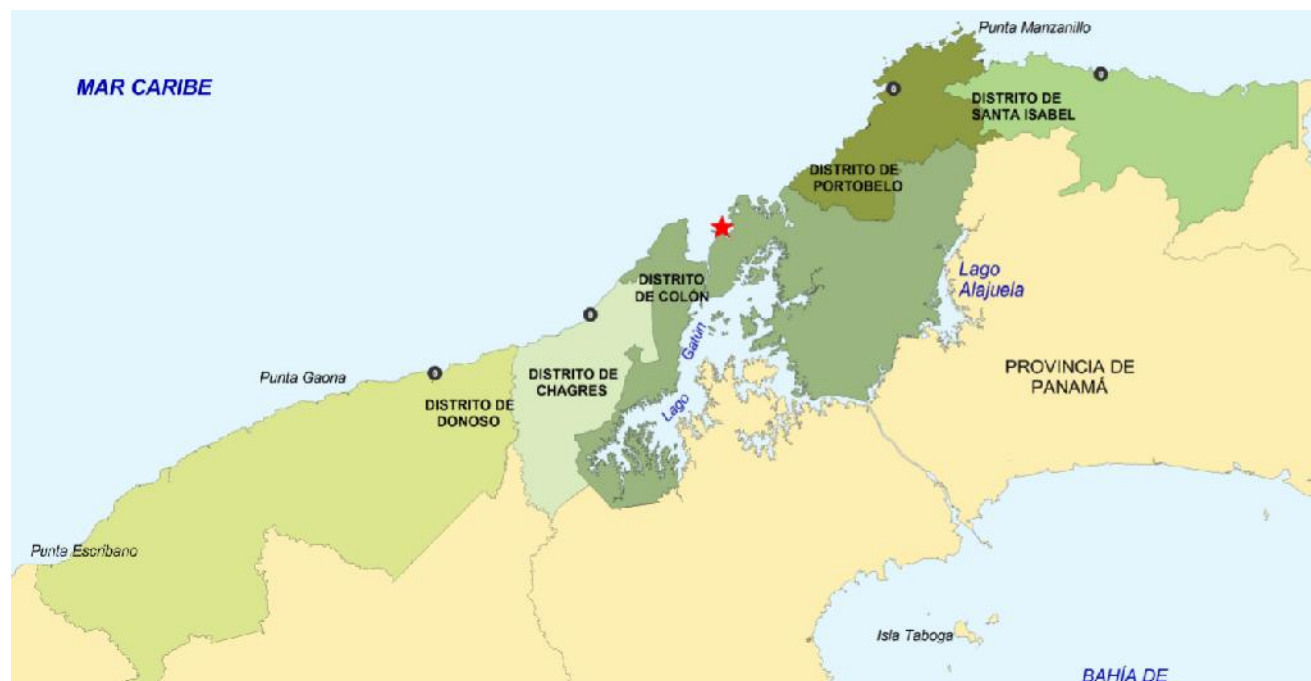 Punta Manzanillo
MAR CARIBE
DISTRITO DE
SANTA ISABEL
DISTRITO DE
PORTOBELO
DISTRITO
DE COLÓN
Lago
Alajuela
Gatún
Lago
Punta Gaona
DISTRITO DE
CHAGRES
DISTRITO DE
DONOSO
PROVINCIA DE
PANAMÁ
Punta Escribano
Isla Taboga
BAHÍA DE